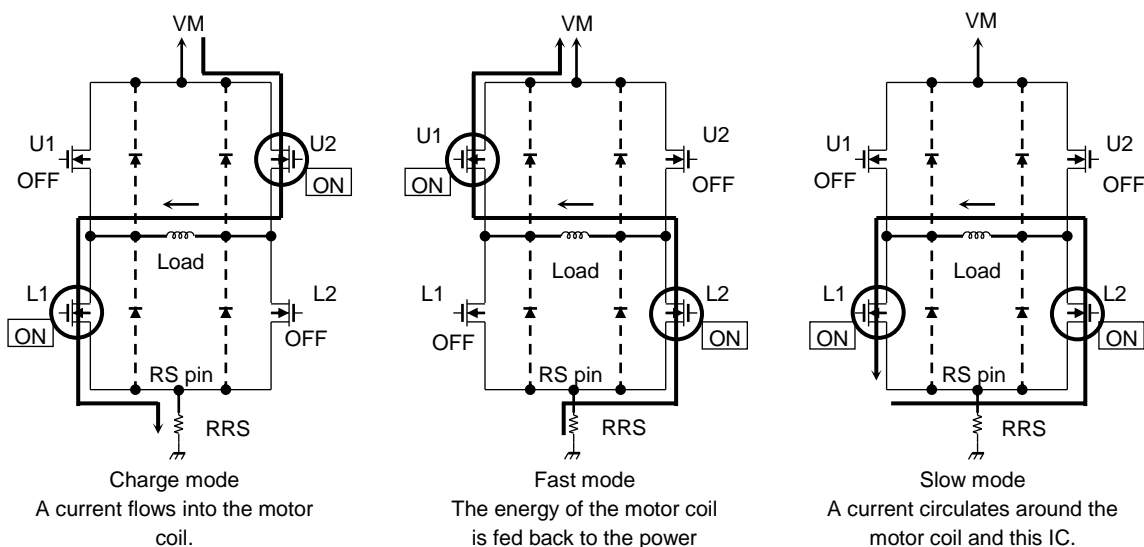 VM
U1
U2
OFF
ON
Load
L1
L2
ON
OFF
RS pin
RRS
Charge mode
A current flows into the motor
coil.
VM
U1
U2
ON
OFF
Load
L1
L2
OFF
ON
RS pin
RRS
Fast mode
The energy of the motor coil
is fed back to the power
VM
U1
U2
OFF
OFF
Load
L1
L2
ON
ON
RS pin
RRS
Slow mode
A current circulates around the
motor coil and this IC.